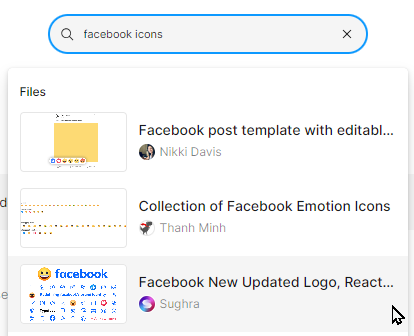 facebook icons
Files
Facebook post template with editabl...
Nikki Davis
Collection of Facebook Emotion Icons
Thanh Minh
facebook
Facebook New Updated Logo, React...
Sughra